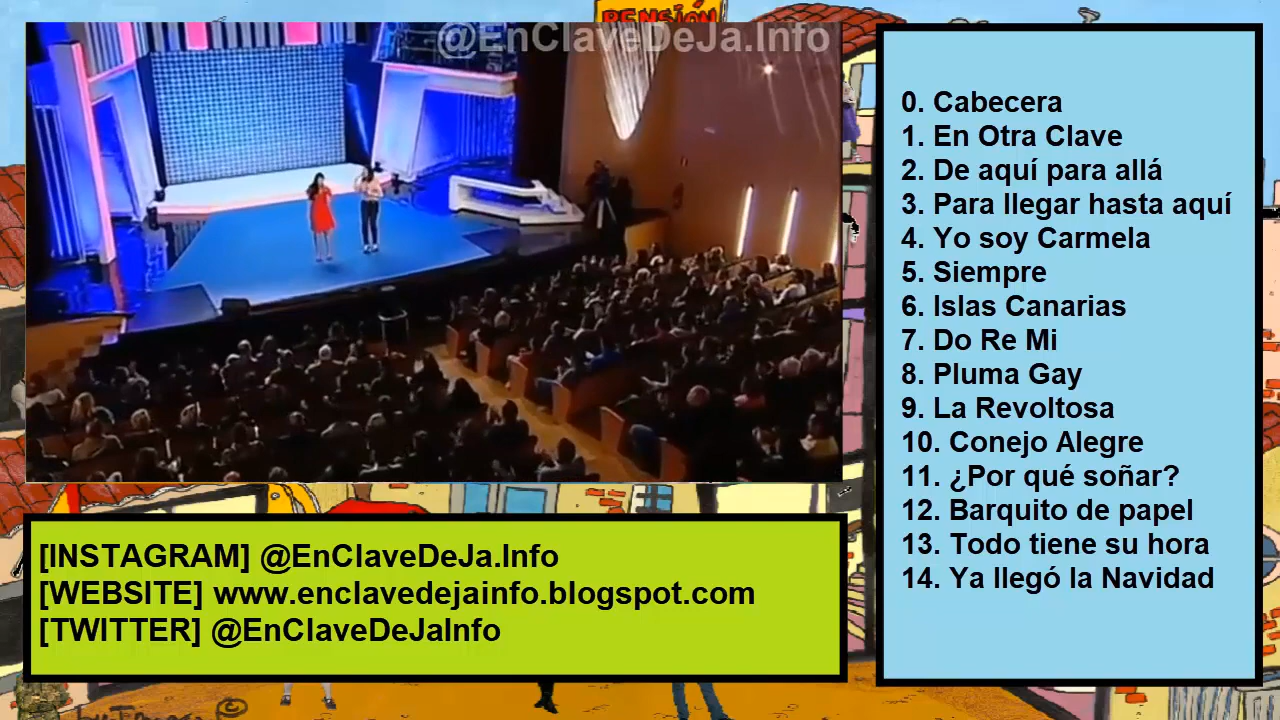 PENSIÓN
@EnClaveDeJa.Info
0. Cabecera
1. En Otra Clave
2. De aquí para allá
3. Para llegar hasta aquí
4. Yo soy Carmela
5. Siempre
6. Islas Canarias
7. Do Re Mi
8. Pluma Gay
9. La Revoltosa
10. Conejo Alegre
11. ¿Por qué soñar?
12. Barquito de papel
13. Todo tiene su hora
14. Ya llegó la Navidad
[INSTAGRAM] @EnClaveDeJa.Info
[WEBSITE] www.enclavedejainfo.blogspot.com
[TWITTER] @EnClaveDeJaInfo